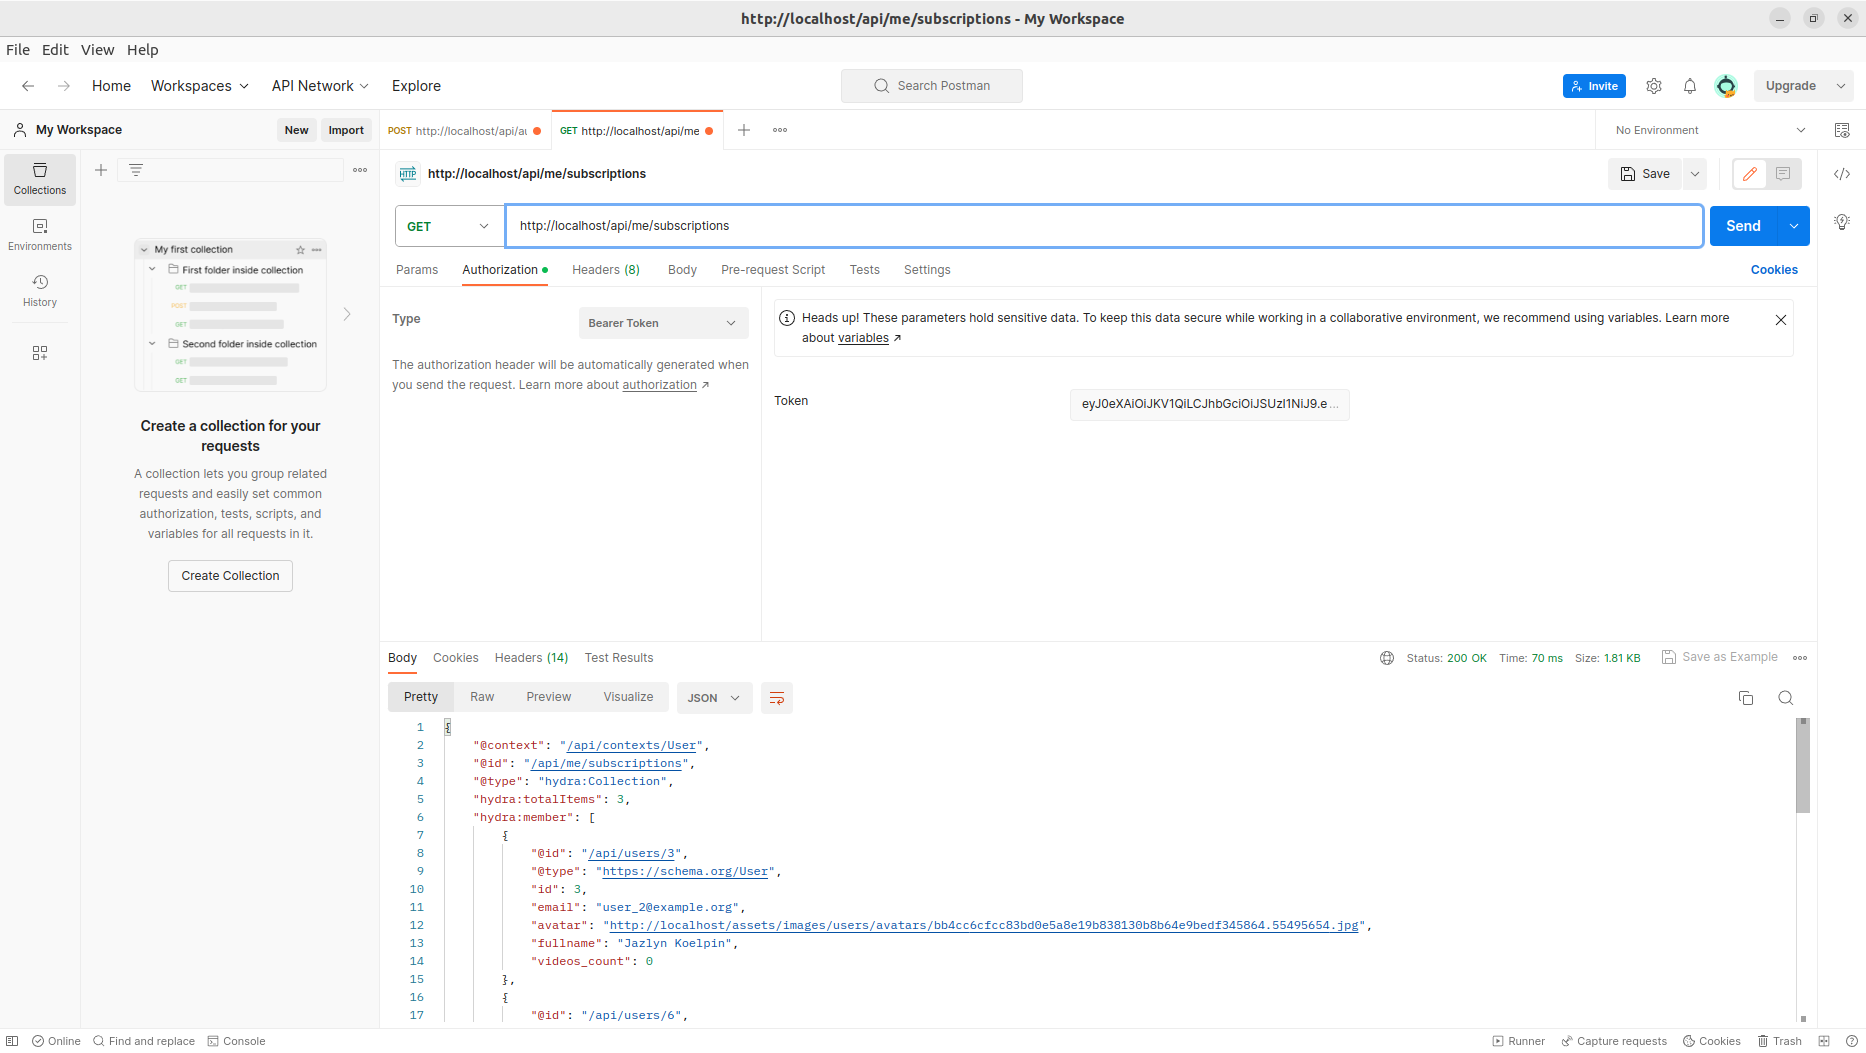 http://localhost/api/me/subscriptions - My Workspace
File Edit View Help
Home Workspaces API Network Explore Search Postman Invite Upgrade
My Workspace New Import POST http://localhost/api/au GET http://localhost/api/me No Environment
Collections
Environments
History
My first collection
First folder inside collection
GET
POST
GET
Second folder inside collection
GET
GET
Create a collection for your
requests
A collection lets you group related
requests and easily set common
authorization, tests, scripts, and
variables for all requests in it.
Create Collection
HTTP http://localhost/api/me/subscriptions Save
GET http://localhost/api/me/subscriptions Send
Params Authorization Headers (8) Body Pre-request Script Tests Settings Cookies
Type Bearer Token
The authorization header will be automatically generated when
you send the request. Learn more about authorization ↗
Heads up! These parameters hold sensitive data. To keep this data secure while working in a collaborative environment, we recommend using variables. Learn more
about variables ↗
Token eyJ0eXAiOiJKV1QiLCJhbGciOiJSUzI1NiJ9.e...
Body Cookies Headers (14) Test Results Status: 200 OK Time: 70 ms Size: 1.81 KB Save as Example
Pretty Raw Preview Visualize JSON
1 {
2 "@context": "/api/contexts/User",
3 "@id": "/api/me/subscriptions",
4 "@type": "hydra:Collection",
5 "hydra:totalItems": 3,
6 "hydra:member": [
7 {
8 "@id": "/api/users/3",
9 "@type": "https://schema.org/User",
10 "id": 3,
11 "email": "user_2@example.org",
12 "avatar": "http://localhost/assets/images/users/avatars/bb4cc6cfcc83bd0e5a8e19b838130b8b64e9bedf345864.55495654.jpg",
13 "fullname": "Jazlyn Koelpin",
14 "videos_count": 0
15 },
16 {
17 "@id": "/api/users/6",
Online Find and replace Console Runner Capture requests Cookies Trash